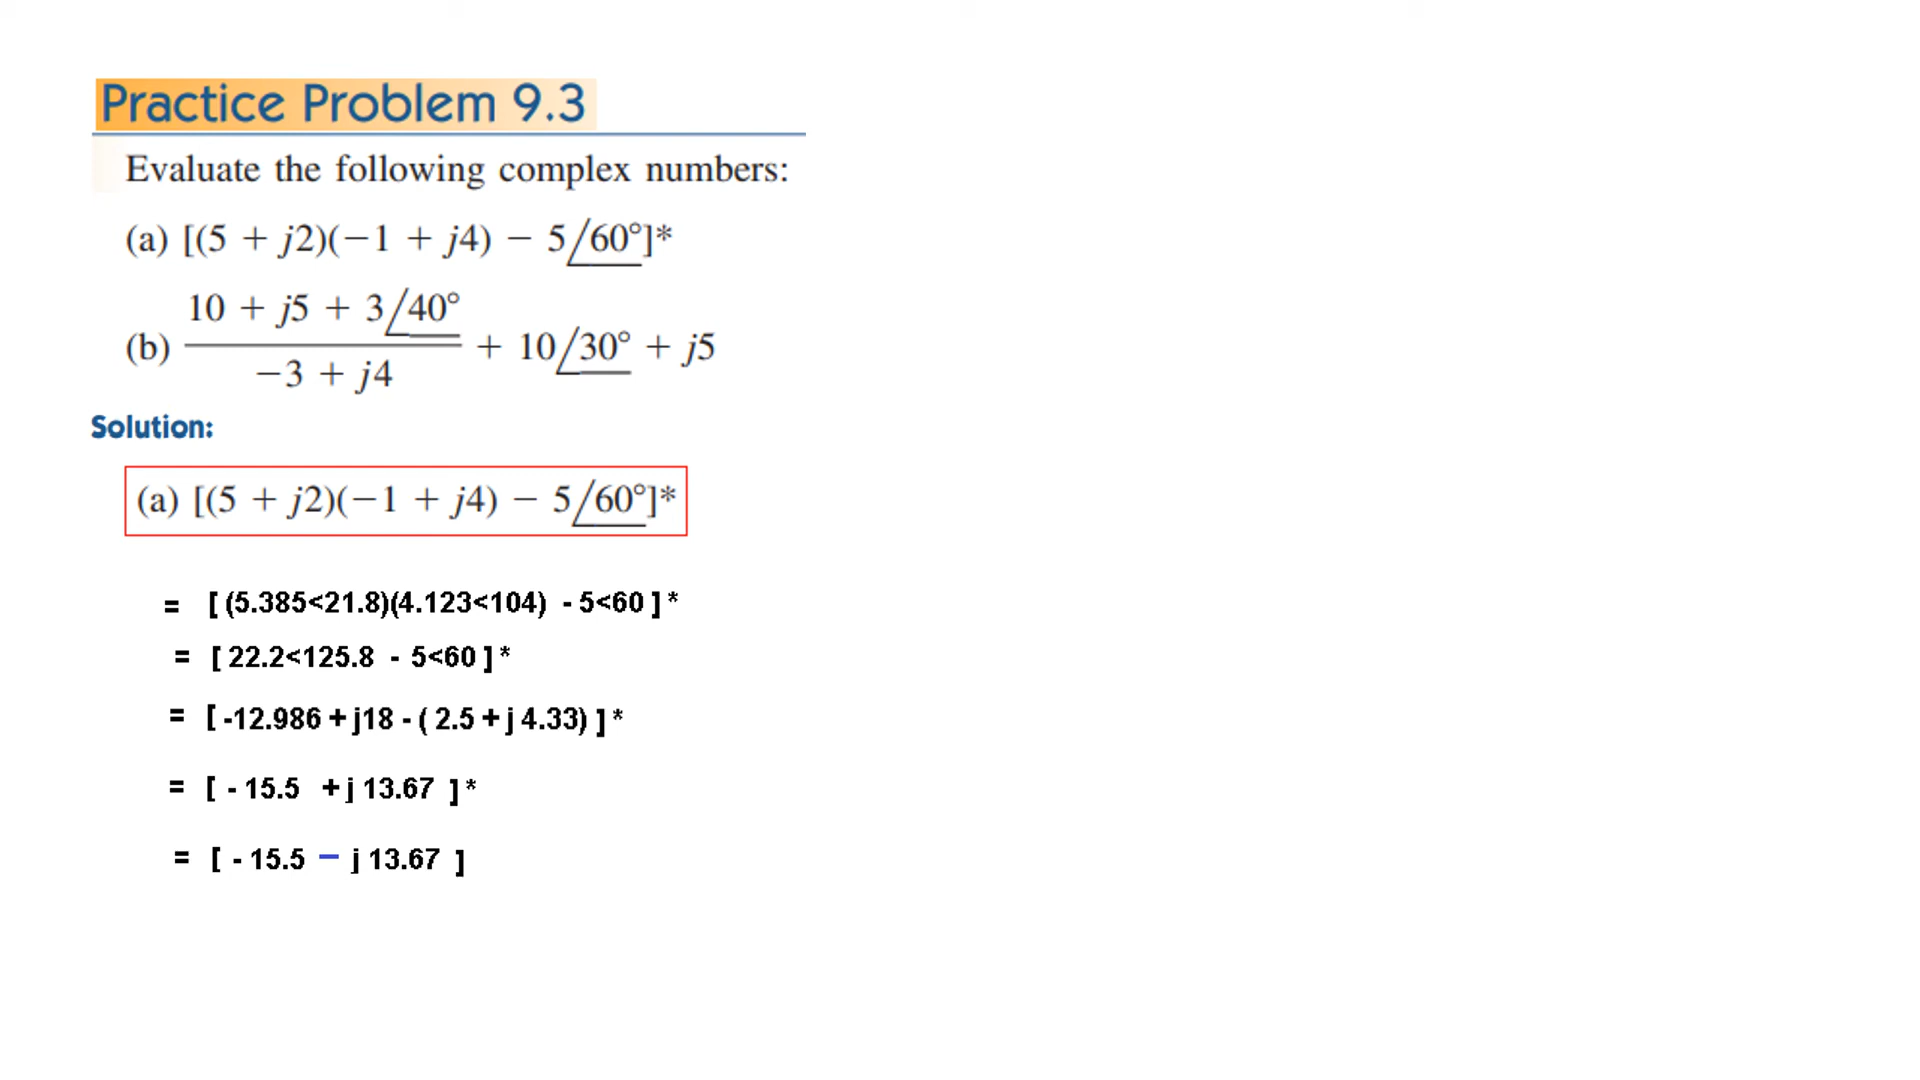 Practice Problem 9.3
Evaluate the following complex numbers:
(a) [(5 + j2)(−1 + j4) − 5/60°]*
(b) 10 + j5 + 3/40°
−3 + j4
+ 10/30° + j5
Solution:
(a) [(5 + j2)(−1 + j4) − 5/60°]*
= [ (5.385<21.8)(4.123<104) - 5<60 ] *
= [ 22.2<125.8 - 5<60 ] *
= [ -12.986 + j18 - ( 2.5 + j 4.33) ] *
= [ - 15.5 + j 13.67 ] *
= [ - 15.5 − j 13.67 ]